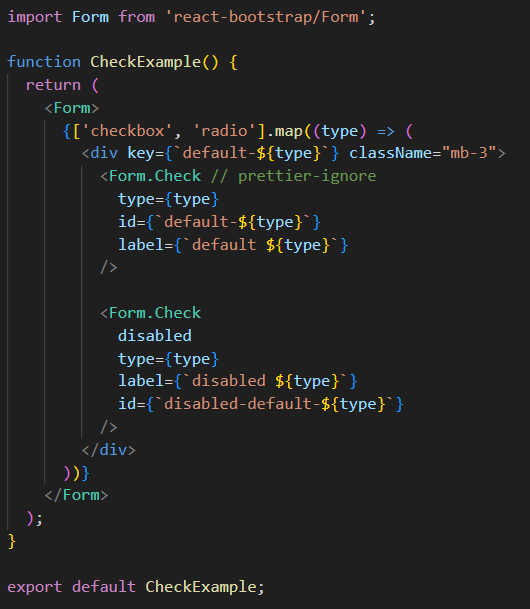 import Form from 'react-bootstrap/Form';

function CheckExample() {
  return (
    <Form>
      {['checkbox', 'radio'].map((type) => (
        <div key={`default-${type}`} className="mb-3">
          <Form.Check // prettier-ignore
            type={type}
            id={`default-${type}`}
            label={`default ${type}`}
          />

          <Form.Check
            disabled
            type={type}
            label={`disabled ${type}`}
            id={`disabled-default-${type}`}
          />
        </div>
      ))}
    </Form>
  );
}

export default CheckExample;